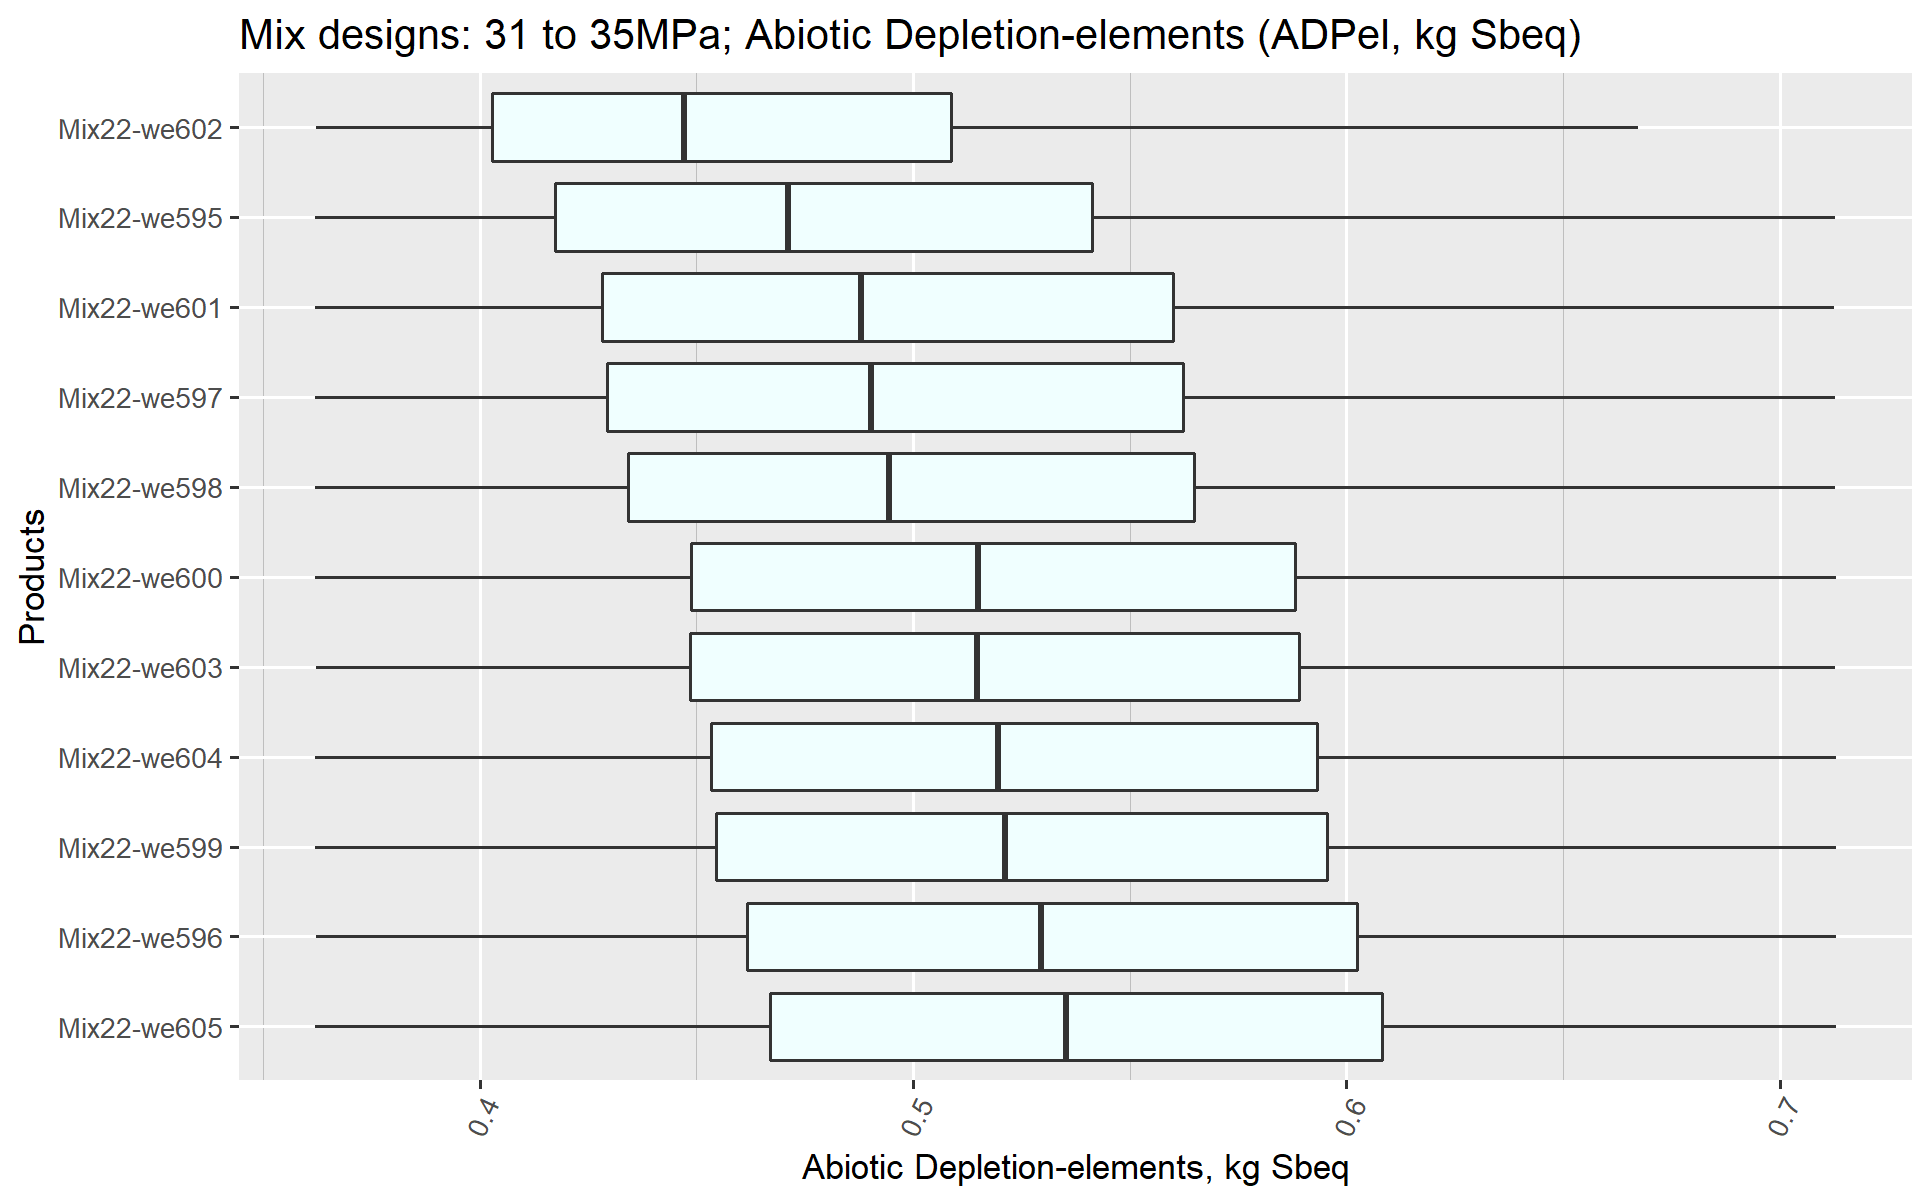 Mix designs: 31 to 35MPa; Abiotic Depletion-elements (ADPel, kg Sbeq)
Products
Mix22-we602
Mix22-we595
Mix22-we601
Mix22-we597
Mix22-we598
Mix22-we600
Mix22-we603
Mix22-we604
Mix22-we599
Mix22-we596
Mix22-we605
0.4 0.5 0.6 0.7
Abiotic Depletion-elements, kg Sbeq